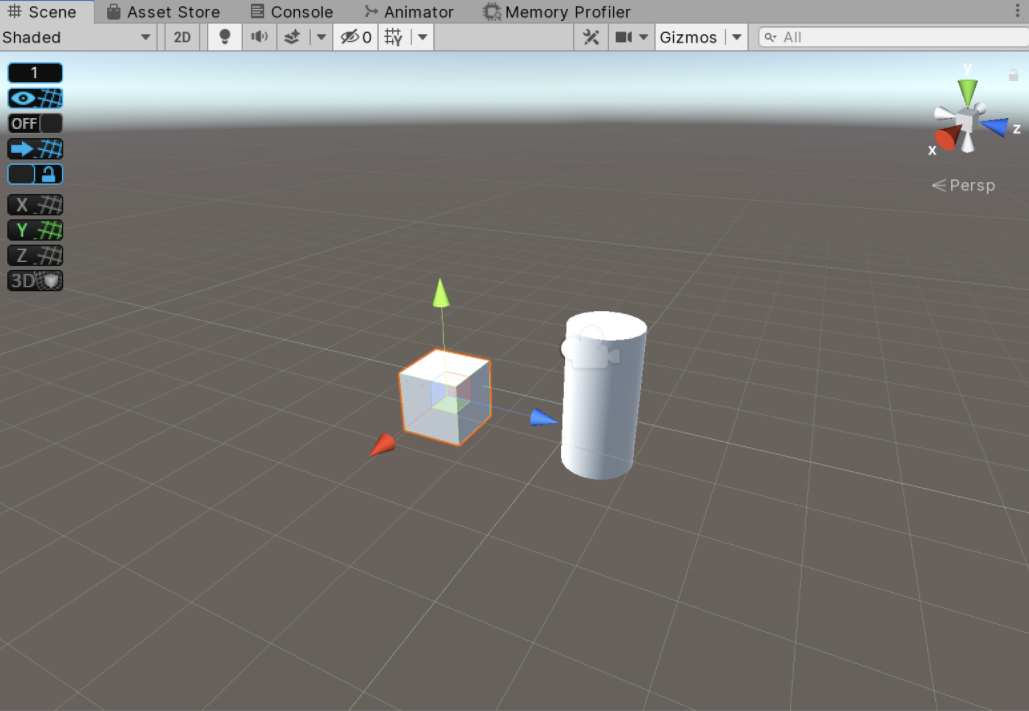 Scene Asset Store Console Animator Memory Profiler
Shaded 2D 0 Gizmos All
1
OFF
X
Y
Z
3D
y
z
x
Persp